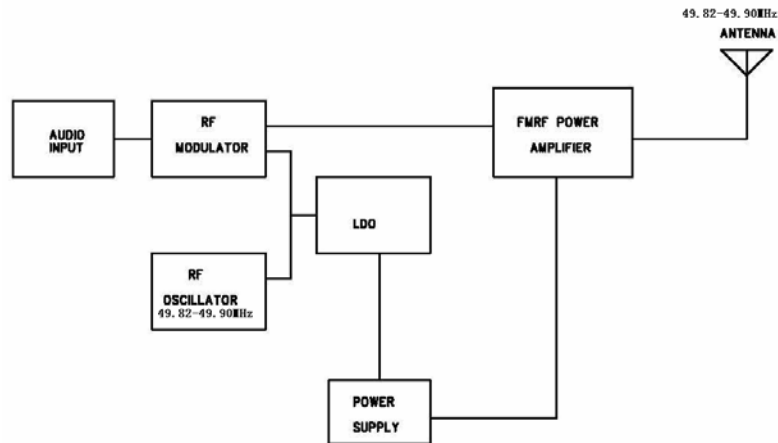 49.82-49.90MHz
ANTENNA
AUDIO
INPUT
RF
MODULATOR
FMRF POWER
AMPLIFIER
LDO
RF
OSCILLATOR
49.82-49.90MHz
POWER
SUPPLY